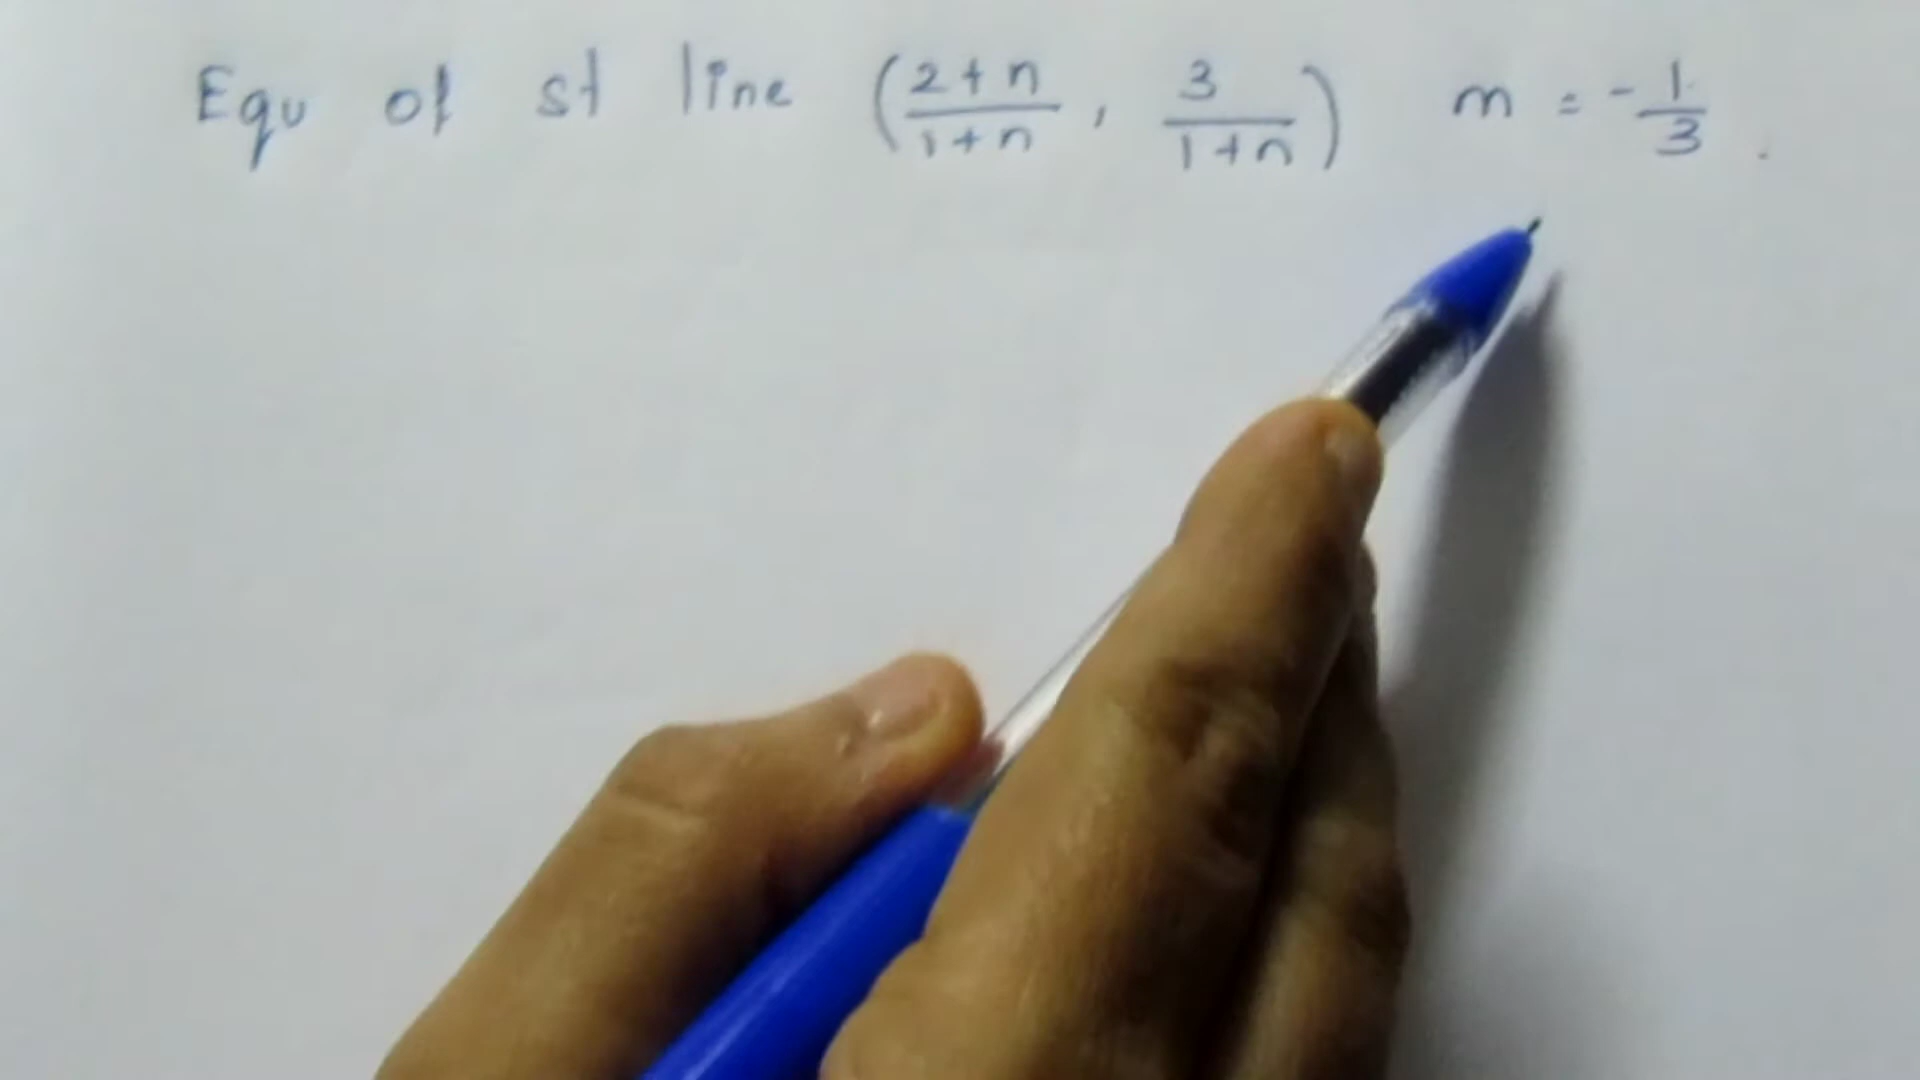 Equ of st line (2+n/1+n, 3/1+n) m = -1/3.